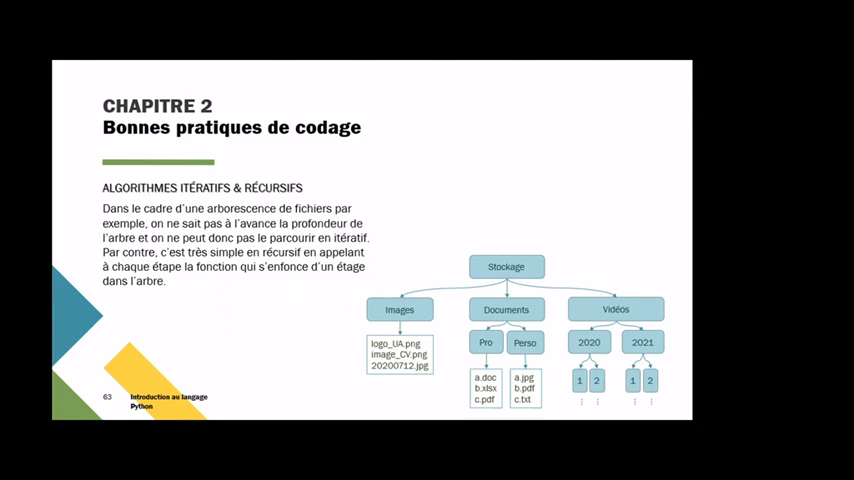 CHAPITRE 2
Bonnes pratiques de codage
ALGORITHMES ITÉRATIFS & RÉCURSIFS
Dans le cadre d'une arborescence de fichiers par
exemple, on ne sait pas à l'avance la profondeur de
l'arbre et on ne peut donc pas le parcourir en itératif.
Par contre, c'est très simple en récursif en appelant
à chaque étape la fonction qui s'enfonce d'un étage
dans l'arbre.
Stockage
Images
Documents
Vidéos
logo_UA.png
image_CV.png
20200712.jpg
Pro
Perso
2020
2021
a.doc
b.xlsx
c.pdf
a.jpg
b.pdf
c.txt
1
2
1
2
⋮
⋮
⋮
⋮
63
Introduction au langage
Python